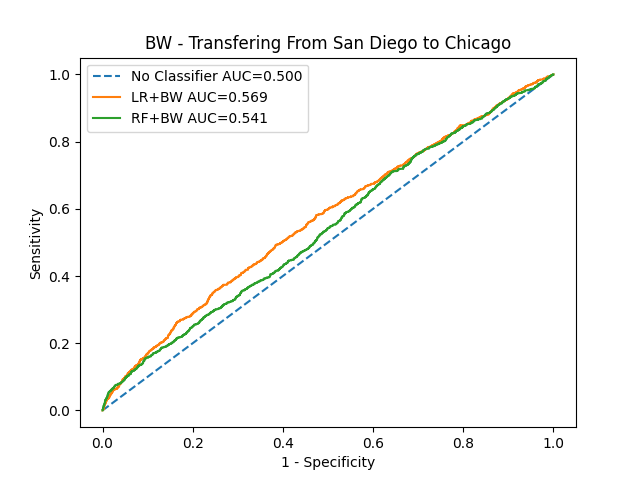 BW - Transfering From San Diego to Chicago
No Classifier AUC=0.500
LR+BW AUC=0.569
RF+BW AUC=0.541
1.0
0.8
0.6
0.4
0.2
0.0
Sensitivity
0.0 0.2 0.4 0.6 0.8 1.0
1 - Specificity